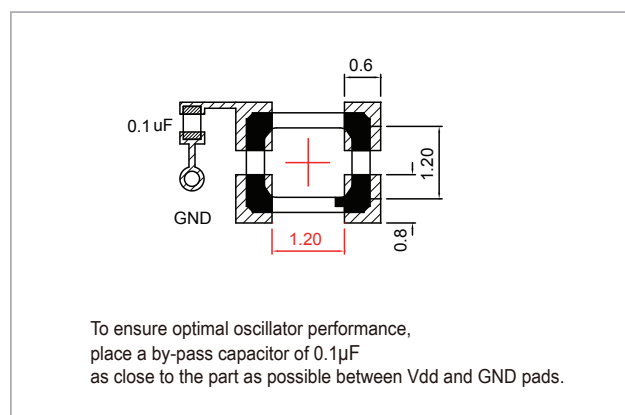 0.6
0.1 uF
1.20
GND
0.8
1.20
To ensure optimal oscillator performance,
place a by-pass capacitor of 0.1µF
as close to the part as possible between Vdd and GND pads.